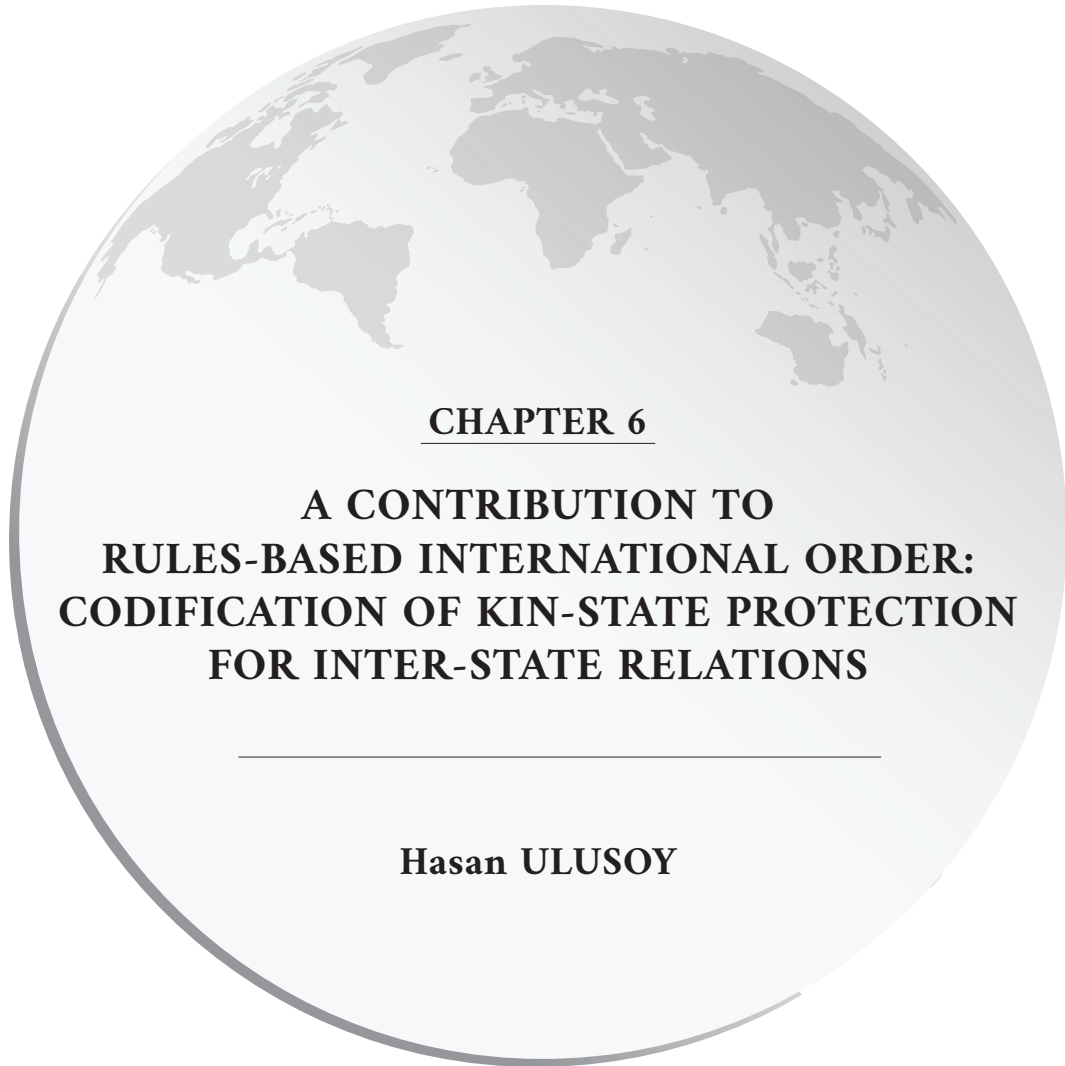 CHAPTER 6
A CONTRIBUTION TO
RULES-BASED INTERNATIONAL ORDER:
CODIFICATION OF KIN-STATE PROTECTION
FOR INTER-STATE RELATIONS
Hasan ULUSOY